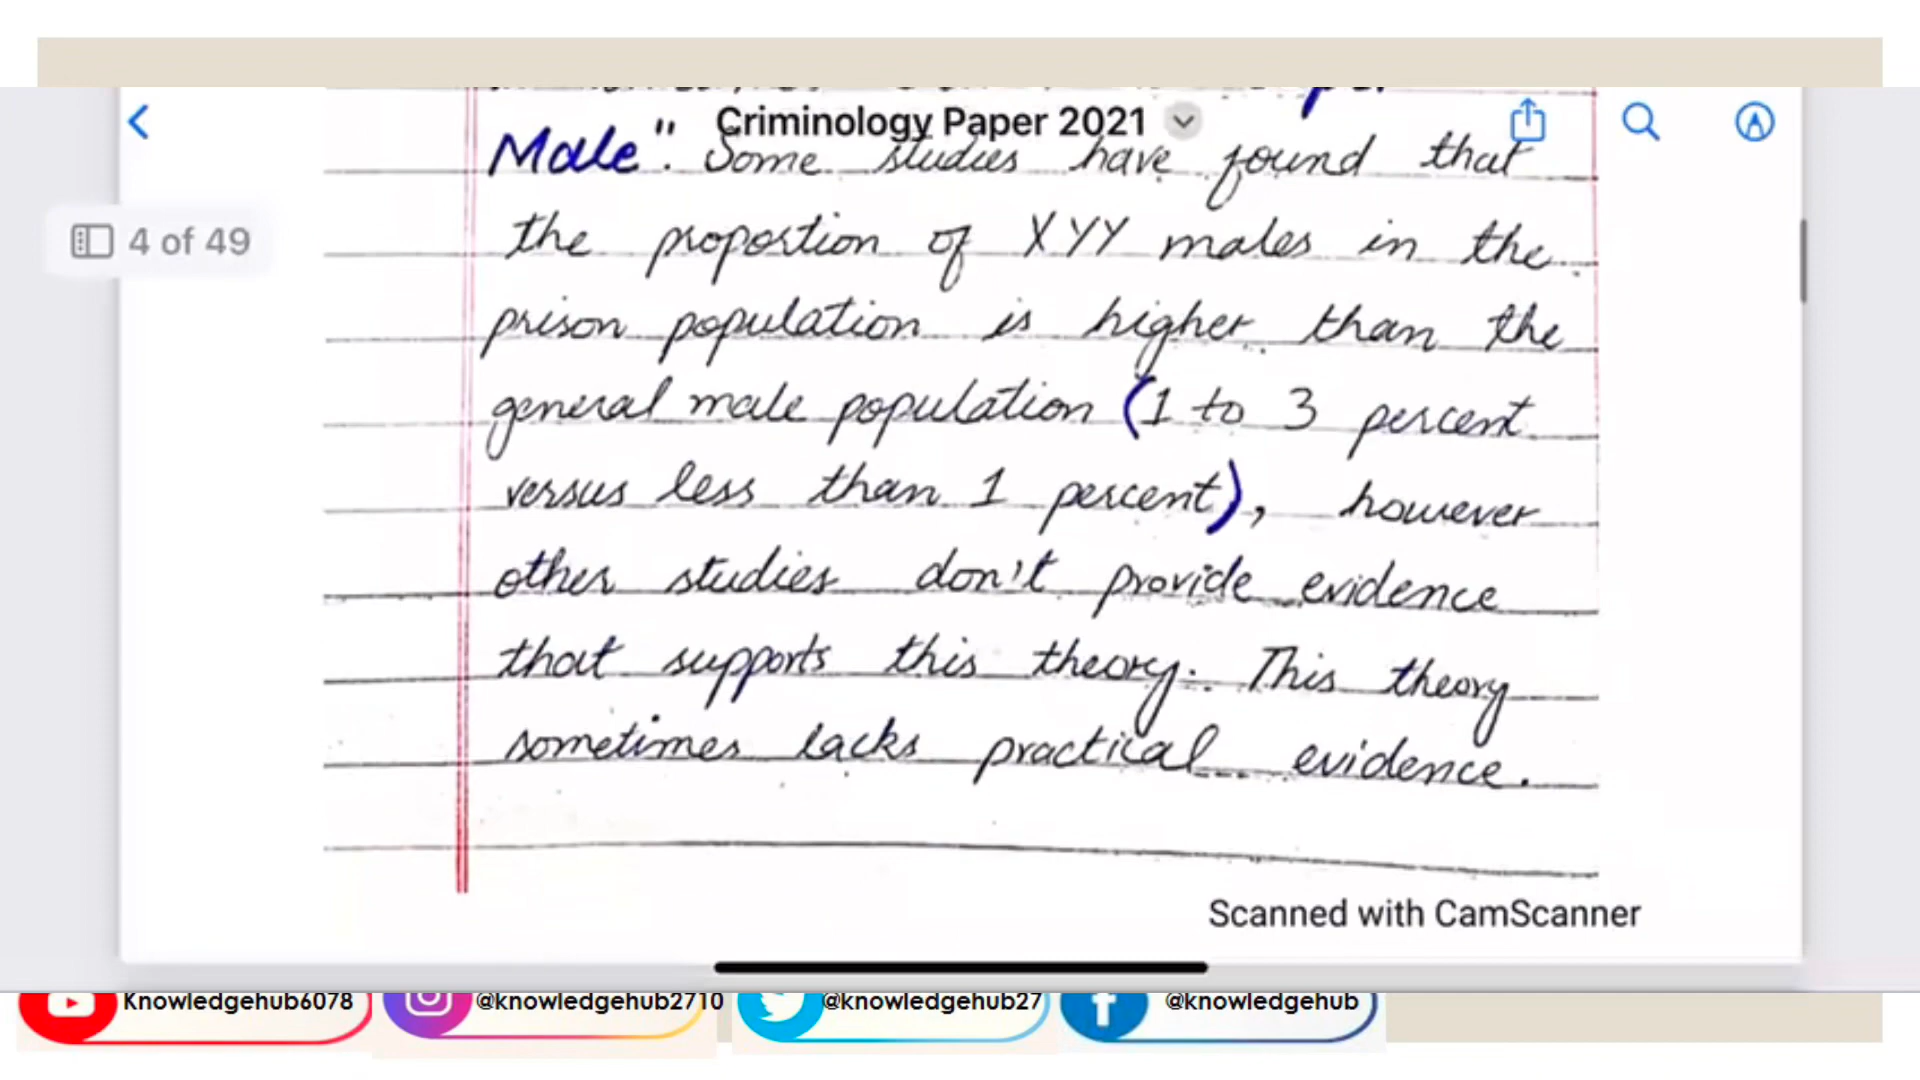 Criminology Paper 2021
Male". Some studies have found that
4 of 49
the proportion of XYY males in the
prison population is higher than the
general male population (1 to 3 percent
versus less than 1 percent), however
other studies don't provide evidence
that supports this theory. This theory
sometimes lacks practical evidence.
Scanned with CamScanner
Knowledgehub6078 @knowledgehub2710 @knowledgehub27 @knowledgehub